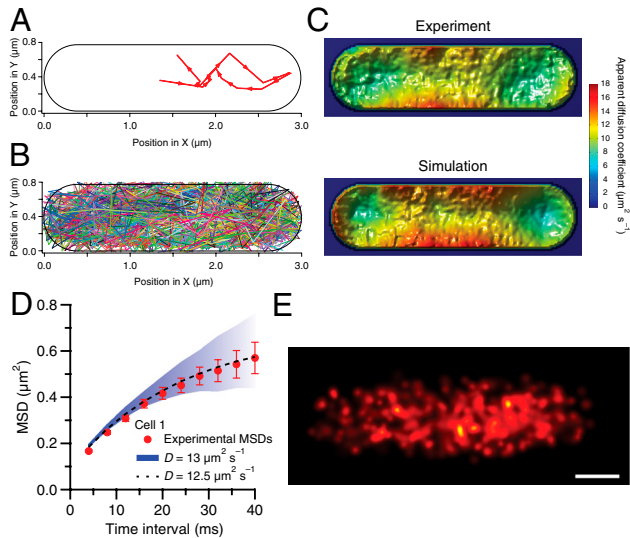 A
Position in Y (µm)
0.8
0.4
0.0
0.0
1.0
2.0
3.0
Position in X (µm)
B
Position in Y (µm)
0.8
0.4
0.0
0.0
1.0
2.0
3.0
Position in X (µm)
C
Experiment
Simulation
18
16
14
12
10
8
6
4
2
0
Apparent diffusion
coefficient (µm² s⁻¹)
D
MSD (µm²)
0.8
0.6
0.4
0.2
0.0
Cell 1
Experimental MSDs
D = 13 µm² s⁻¹
D = 12.5 µm² s⁻¹
0
10
20
30
40
Time interval (ms)
E